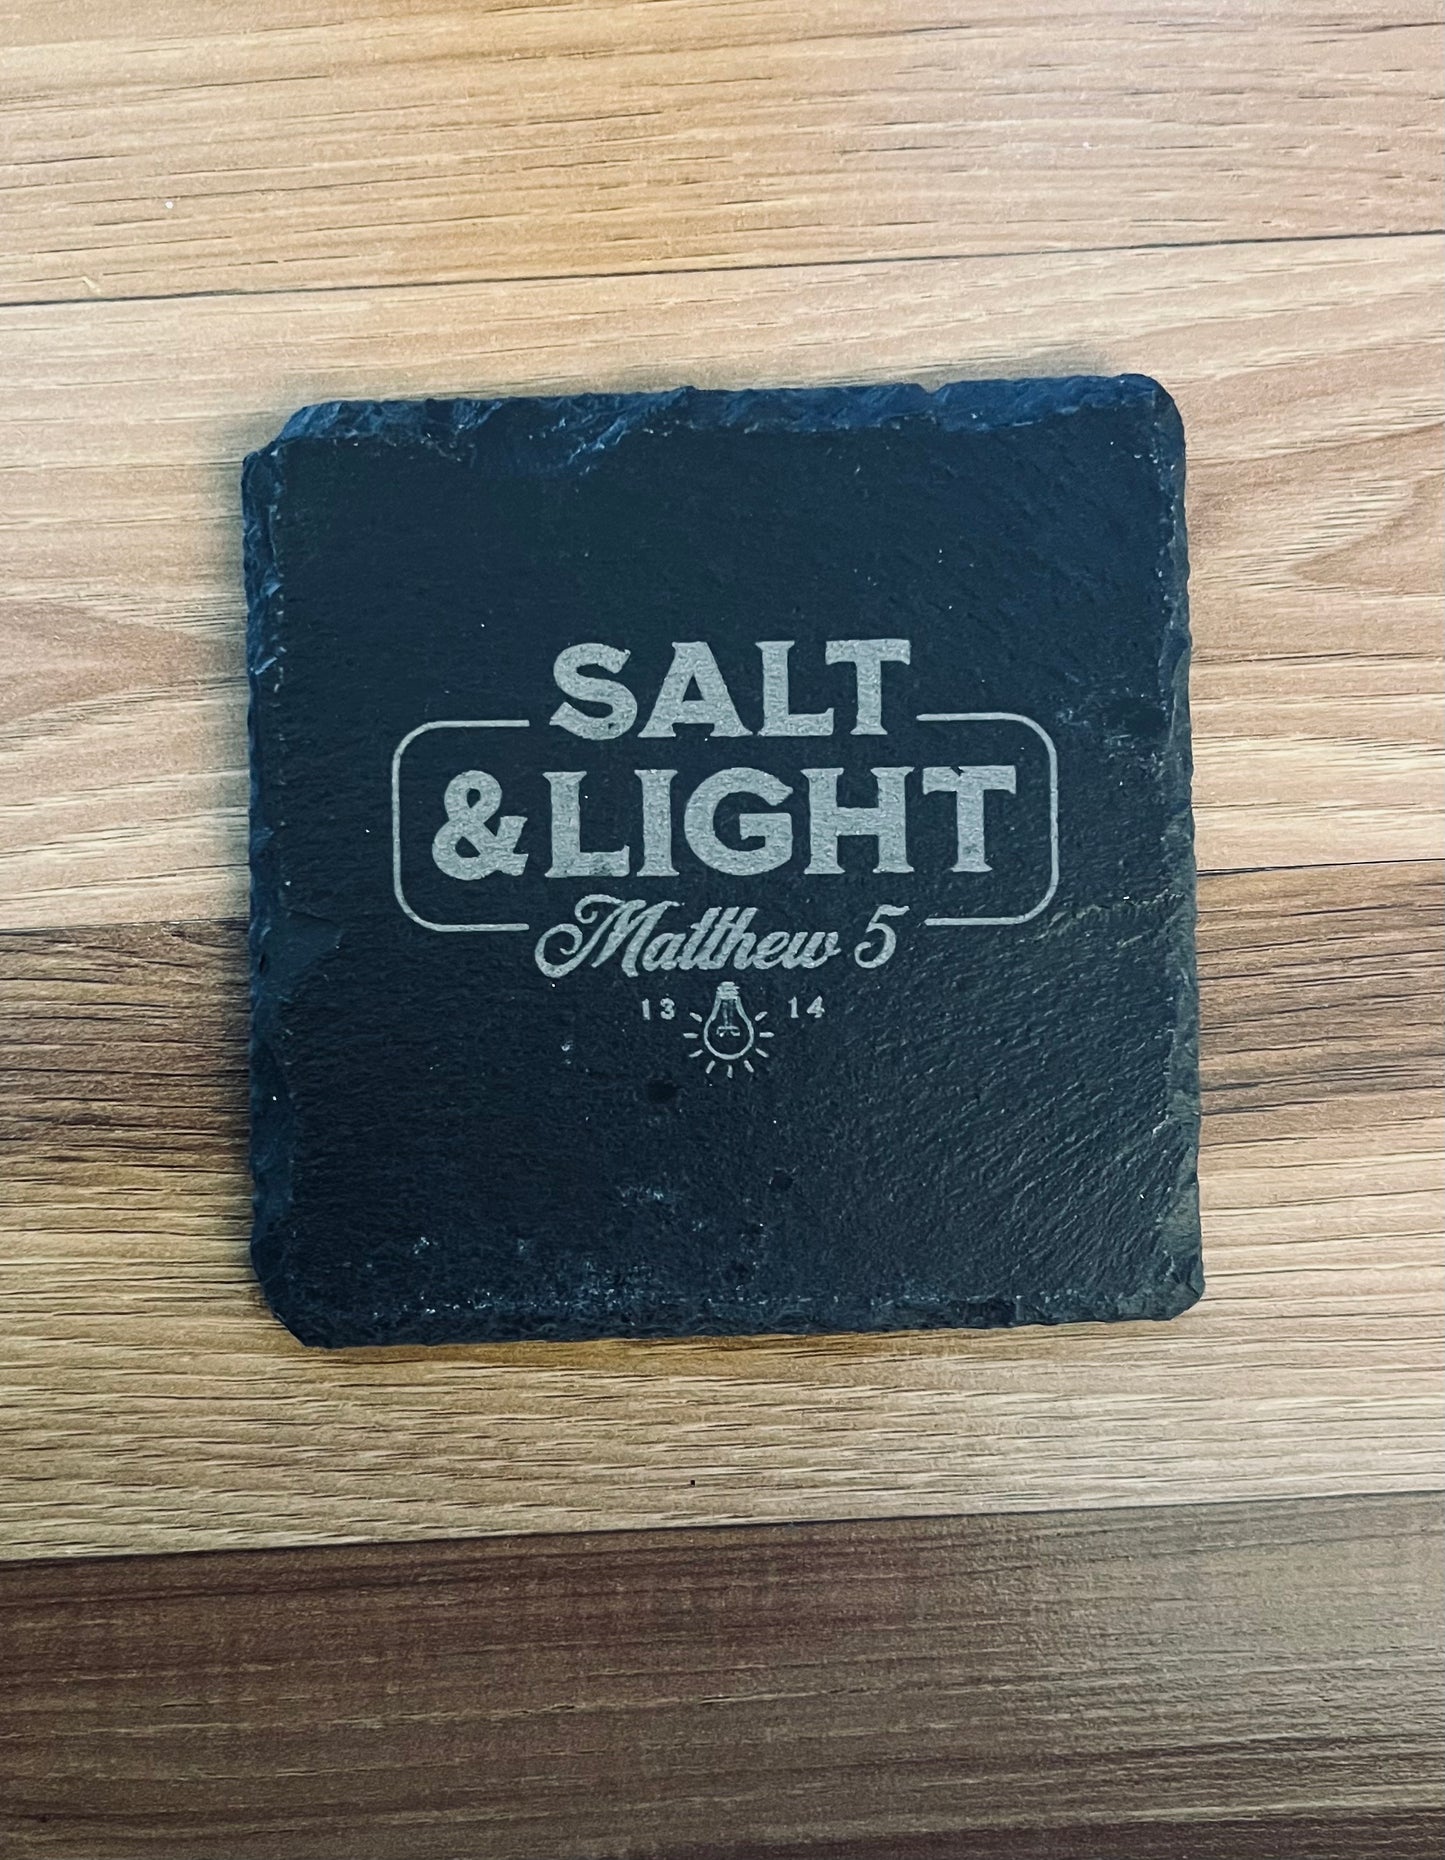 SALT
& LIGHT
Matthew 5
13 14